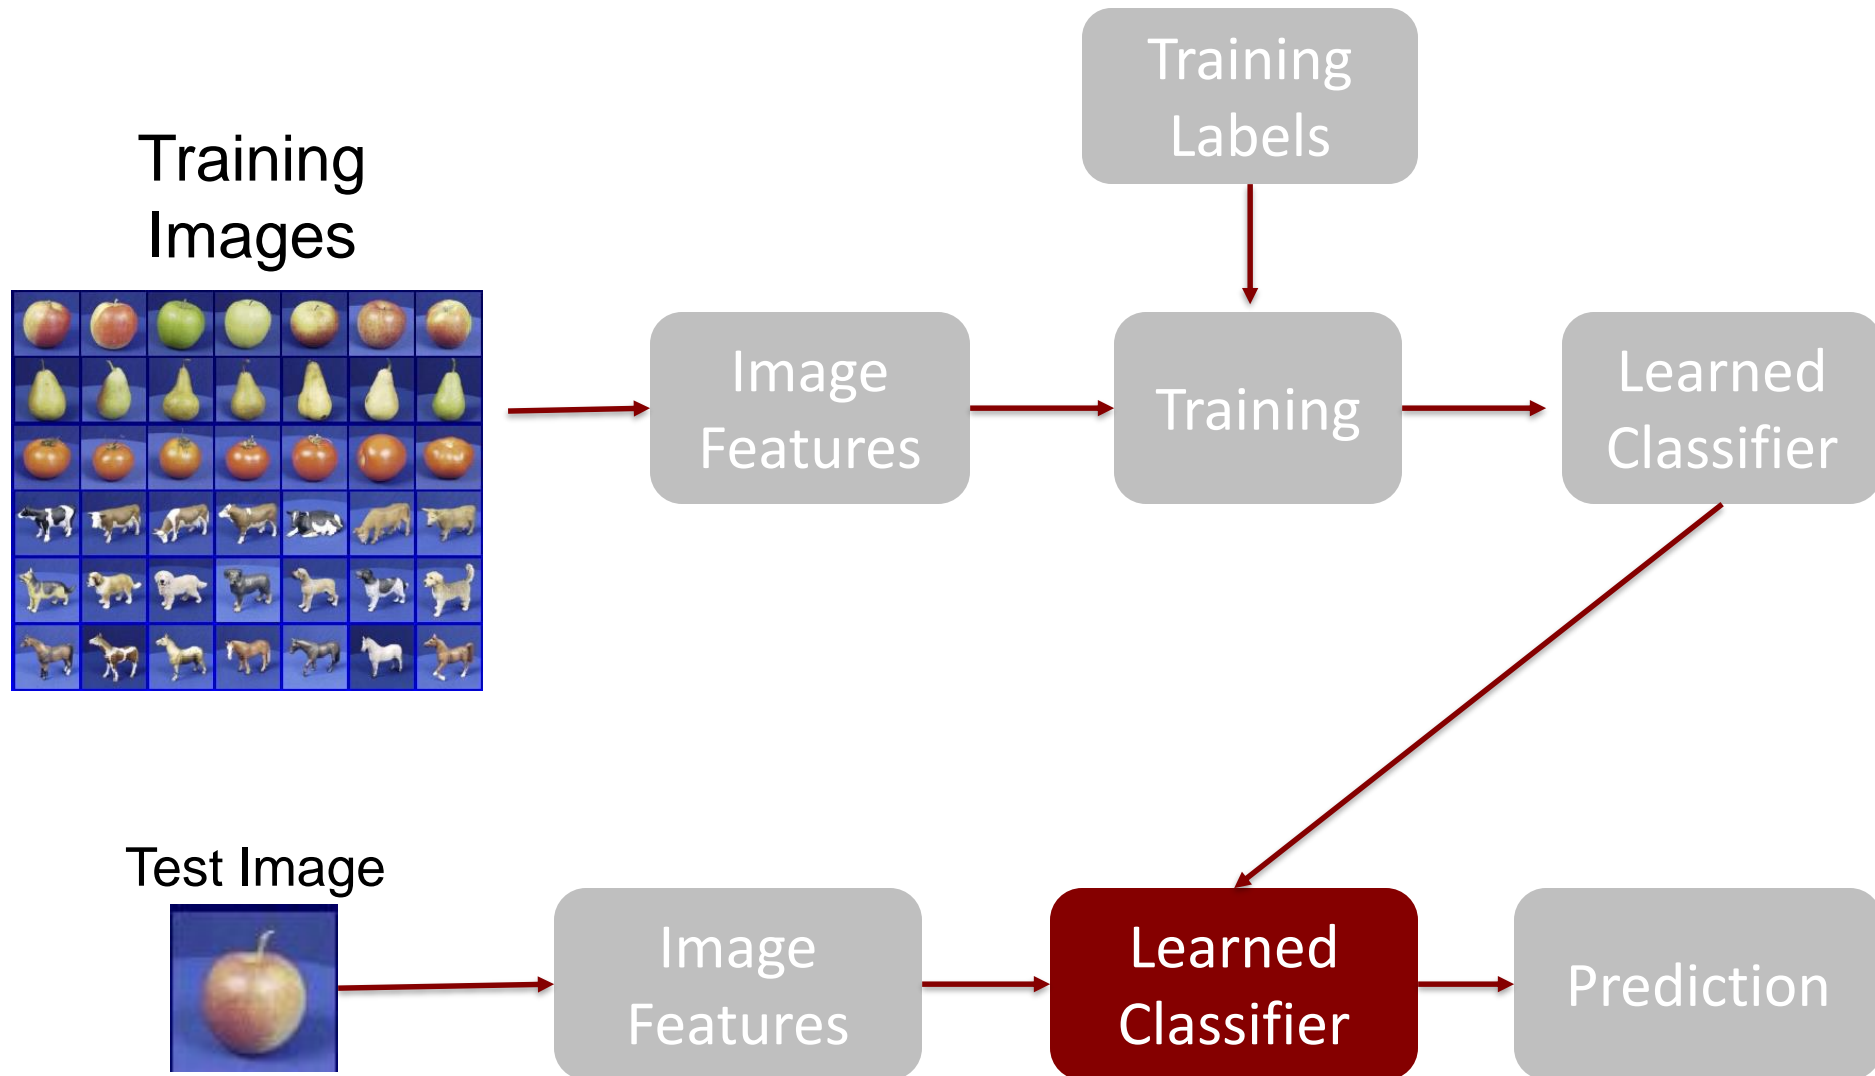 Training
Labels
Training
Images
Image
Features
Training
Learned
Classifier
Test Image
Image
Features
Learned
Classifier
Prediction